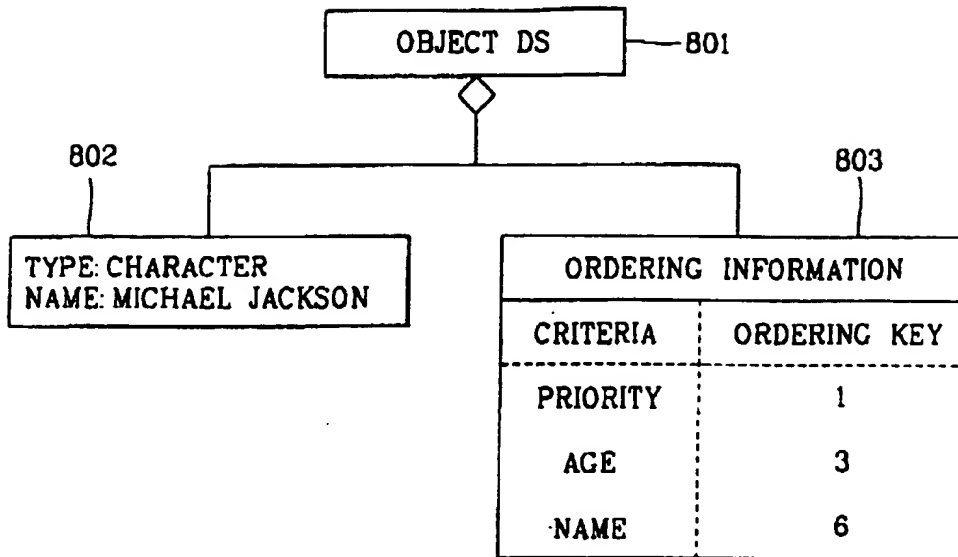 OBJECT DS
801
802
803
TYPE: CHARACTER
NAME: MICHAEL JACKSON
ORDERING INFORMATION
CRITERIA ORDERING KEY
PRIORITY 1
AGE 3
NAME 6